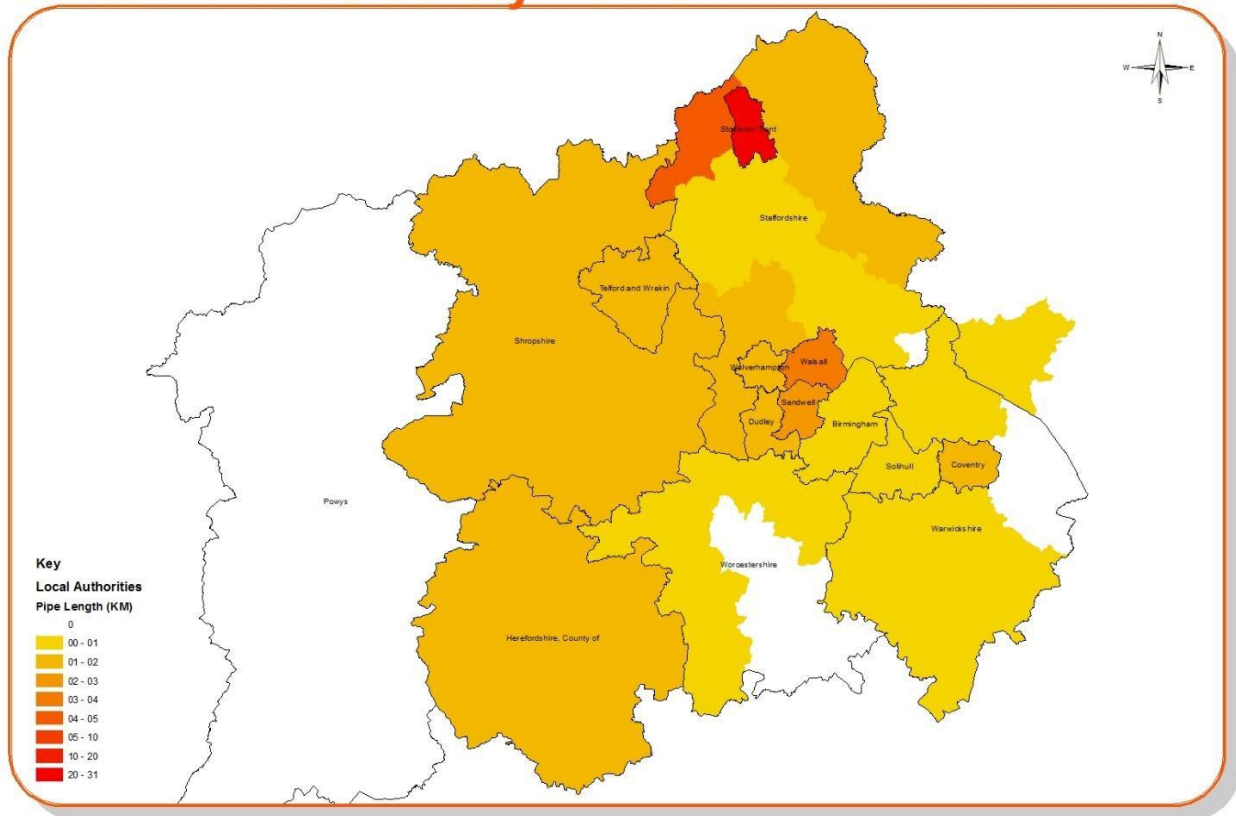 N
W E
S
Stoke-on-Trent
Staffordshire
Telford and Wrekin
Shropshire
Wolverhampton
Walsall
Sandwell
Dudley
Birmingham
Solihull
Coventry
Powys
Warwickshire
Worcestershire
Herefordshire, County of
Key
Local Authorities
Pipe Length (KM)
0
00 - 01
01 - 02
02 - 03
03 - 04
04 - 05
05 - 10
10 - 20
20 - 31